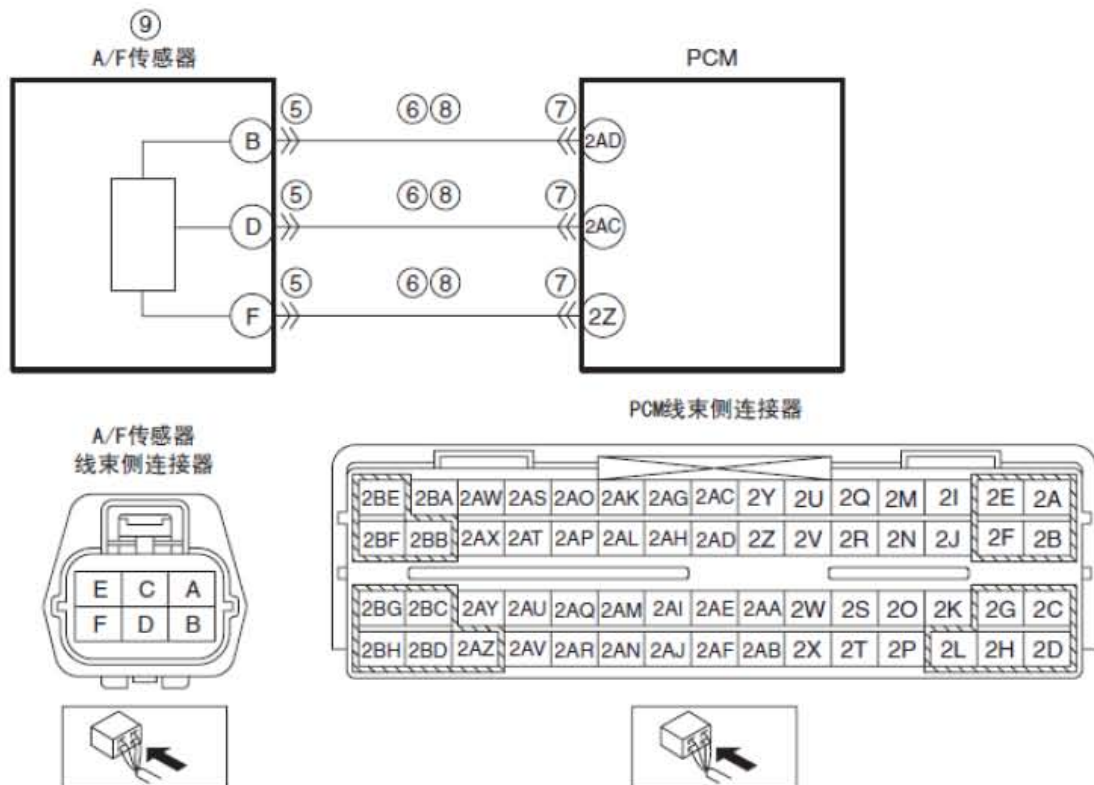 ⑨
A/F传感器
PCM
⑤ ⑥⑧ ⑦
B 2AD
⑤ ⑥⑧ ⑦
D 2AC
⑤ ⑥⑧ ⑦
F 2Z
PCM线束侧连接器
A/F传感器
线束侧连接器
2BE 2BA 2AW 2AS 2AO 2AK 2AG 2AC 2Y 2U 2Q 2M 2I 2E 2A
2BF 2BB 2AX 2AT 2AP 2AL 2AH 2AD 2Z 2V 2R 2N 2J 2F 2B
E C A
F D B
2BG 2BC 2AY 2AU 2AQ 2AM 2AI 2AE 2AA 2W 2S 2O 2K 2G 2C
2BH 2BD 2AZ 2AV 2AR 2AN 2AJ 2AF 2AB 2X 2T 2P 2L 2H 2D